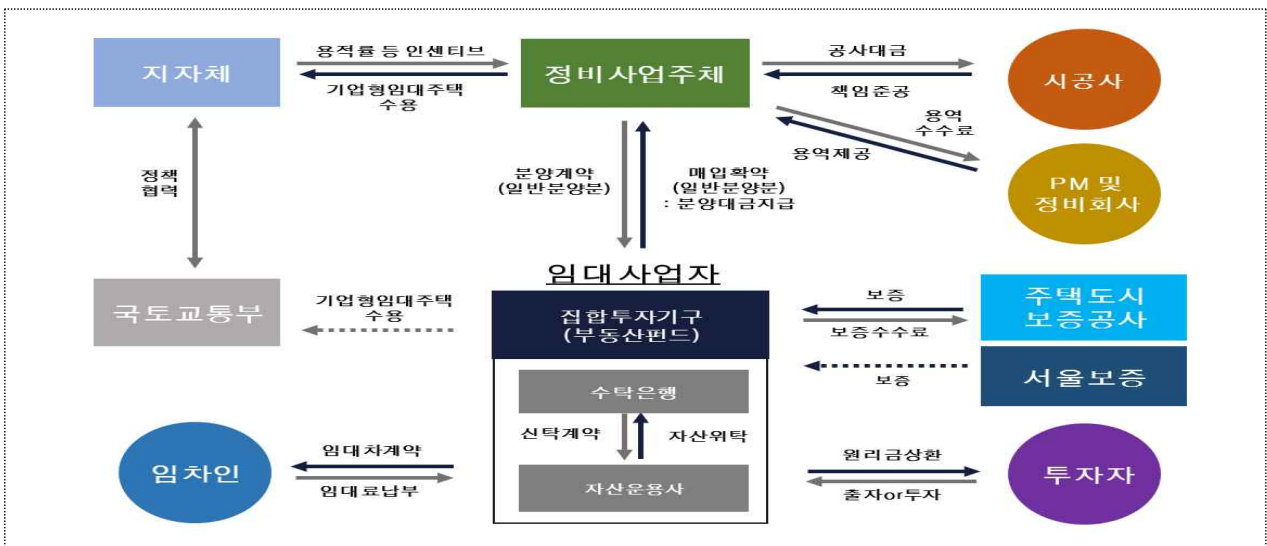 지자체
용적률 등 인센티브
기업형임대주택
수용
정비사업주체
공사대금
책임준공
시공사
용역
수수료
용역제공
PM 및
정비회사
정책
협력
분양계약
(일반분양분)
매입확약
(일반분양분)
: 분양대금지급
임대사업자
국토교통부
기업형임대주택
수용
집합투자기구
(부동산펀드)
보증
보증수수료
주택도시
보증공사
보증
서울보증
수탁은행
신탁계약
자산위탁
자산운용사
임차인
임대차계약
임대료납부
원리금상환
출자or투자
투자자